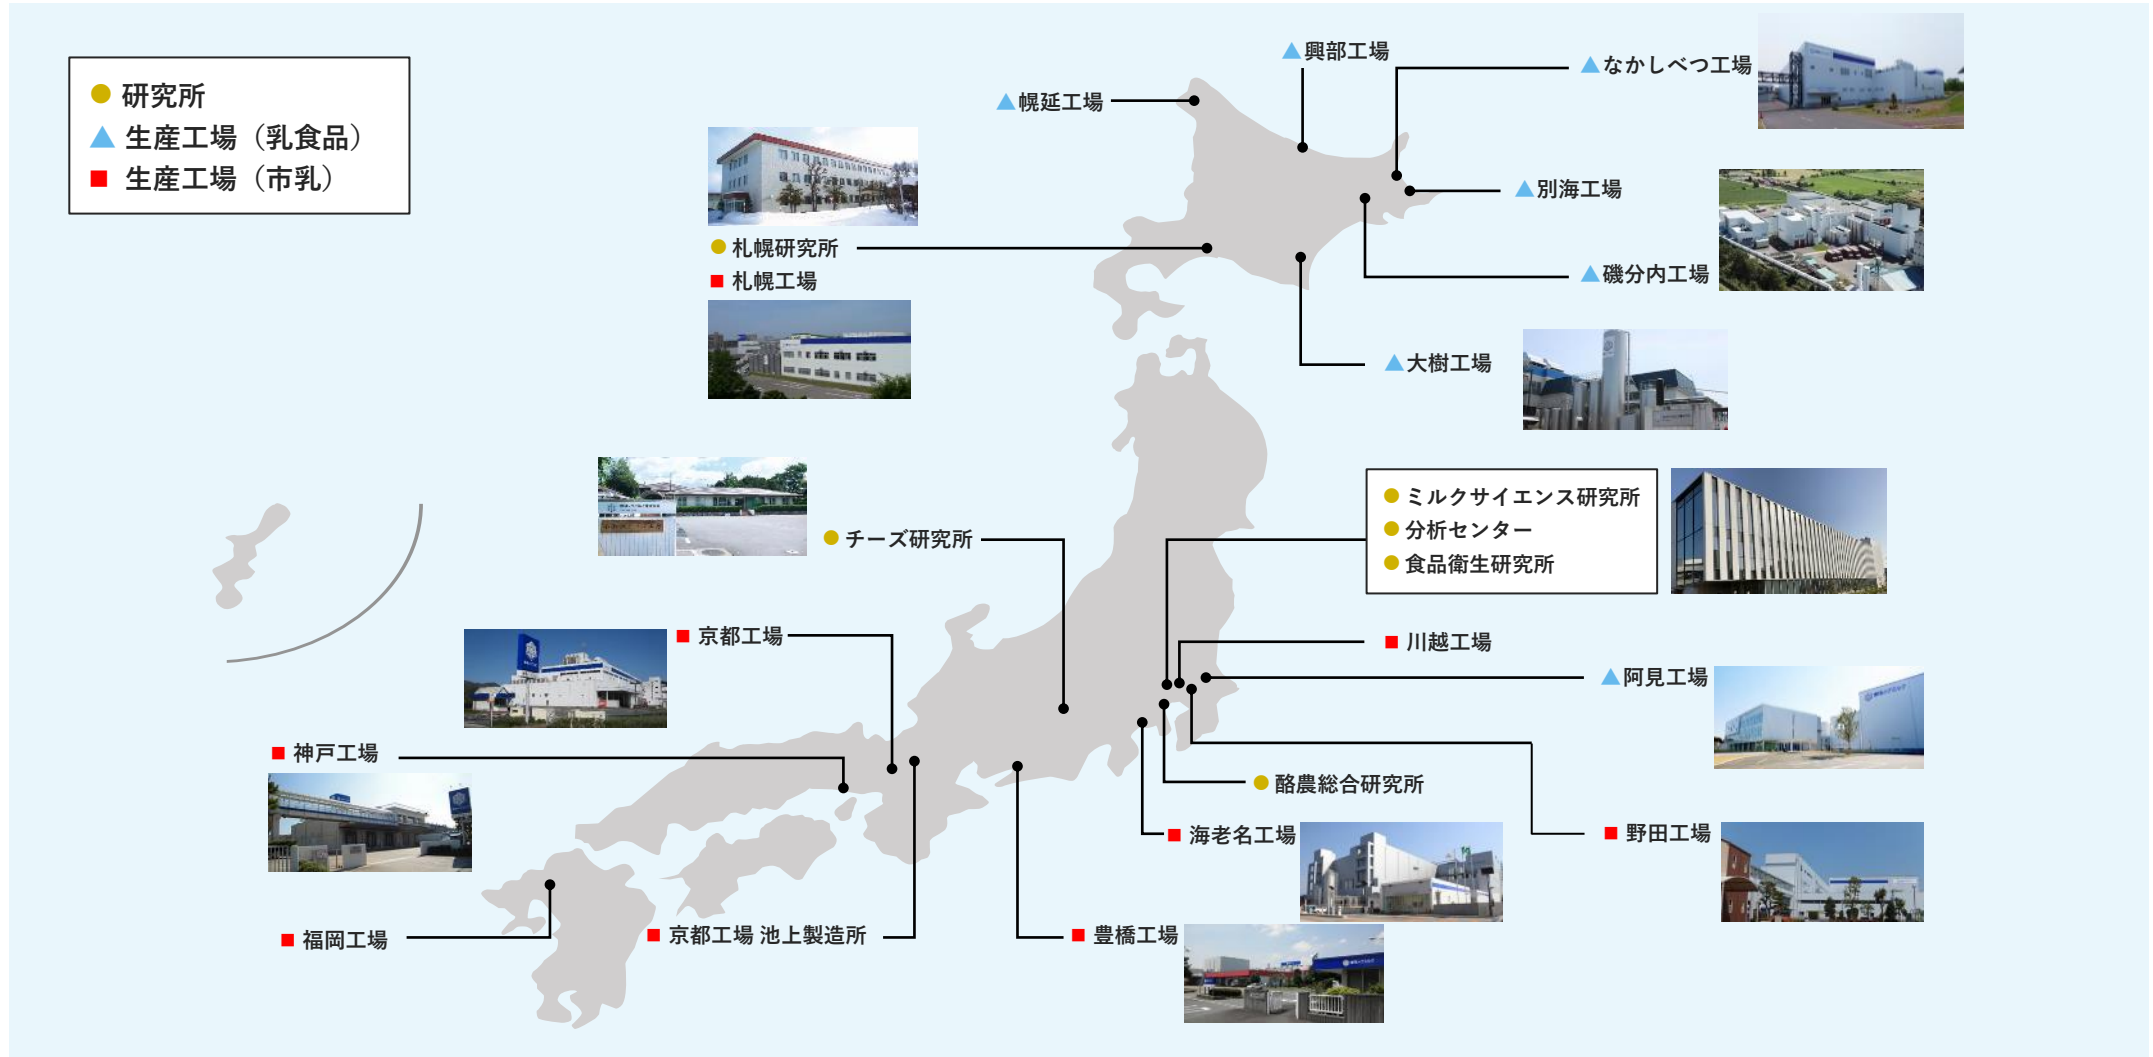 ● 研究所
▲ 生産工場（乳食品）
■ 生産工場（市乳）
▲興部工場
▲なかしべつ工場
▲幌延工場
▲別海工場
● 札幌研究所
■ 札幌工場
▲磯分内工場
▲大樹工場
● ミルクサイエンス研究所
● 分析センター
● 食品衛生研究所
● チーズ研究所
■ 京都工場
■ 川越工場
▲阿見工場
■ 神戸工場
● 酪農総合研究所
■ 海老名工場
■ 野田工場
■ 福岡工場
■ 京都工場 池上製造所
■ 豊橋工場